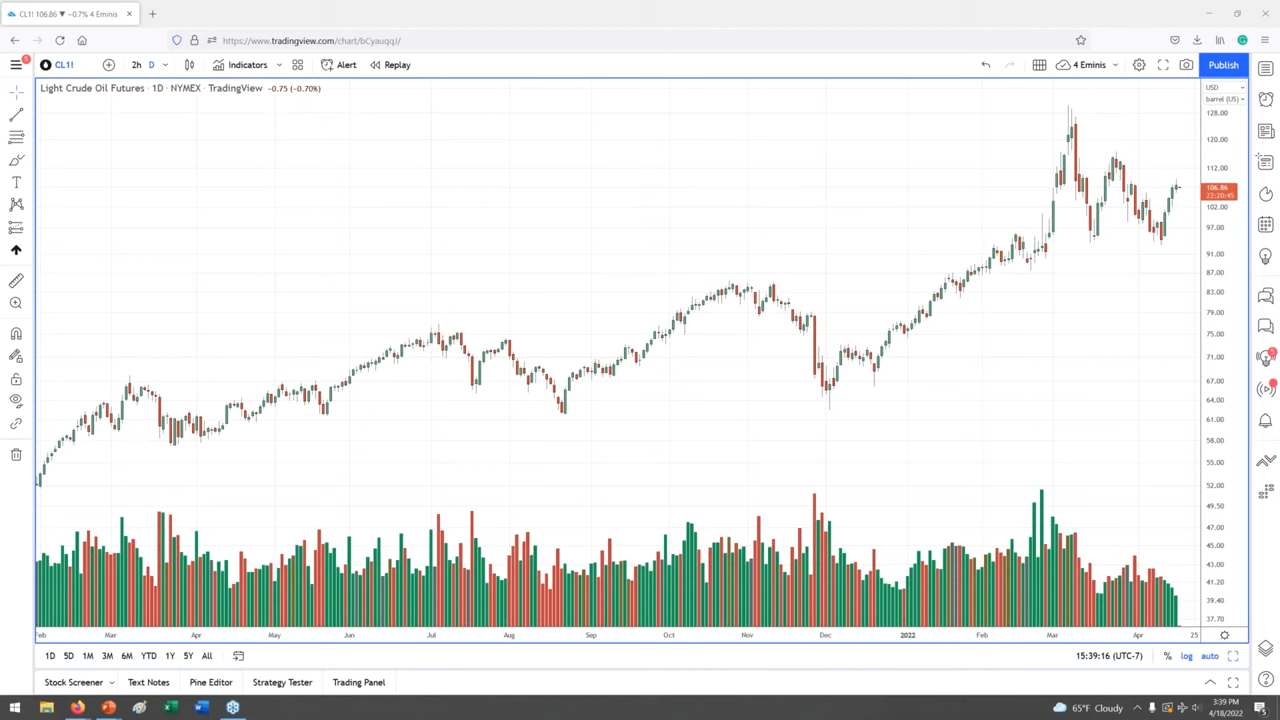 CL1! 106.86 ▼ −0.7% 4 Eminis
https://www.tradingview.com/chart/bCyauqqJ/
CL1! 2h D Indicators Alert Replay 4 Eminis Publish
Light Crude Oil Futures · 1D · NYMEX · TradingView −0.75 (−0.70%)
USD
barrel (US)
128.00
120.00
112.00
106.86
22:20:45
102.00
97.00
91.00
87.00
83.00
79.00
75.00
71.00
67.00
64.00
61.00
58.00
55.00
52.00
49.50
47.00
45.00
43.00
41.20
39.40
37.70
Feb Mar Apr May Jun Jul Aug Sep Oct Nov Dec 2022 Feb Mar Apr 25
1D 5D 1M 3M 6M YTD 1Y 5Y All 15:39:16 (UTC-7) % log auto
Stock Screener Text Notes Pine Editor Strategy Tester Trading Panel
65°F Cloudy 3:39 PM
4/18/2022